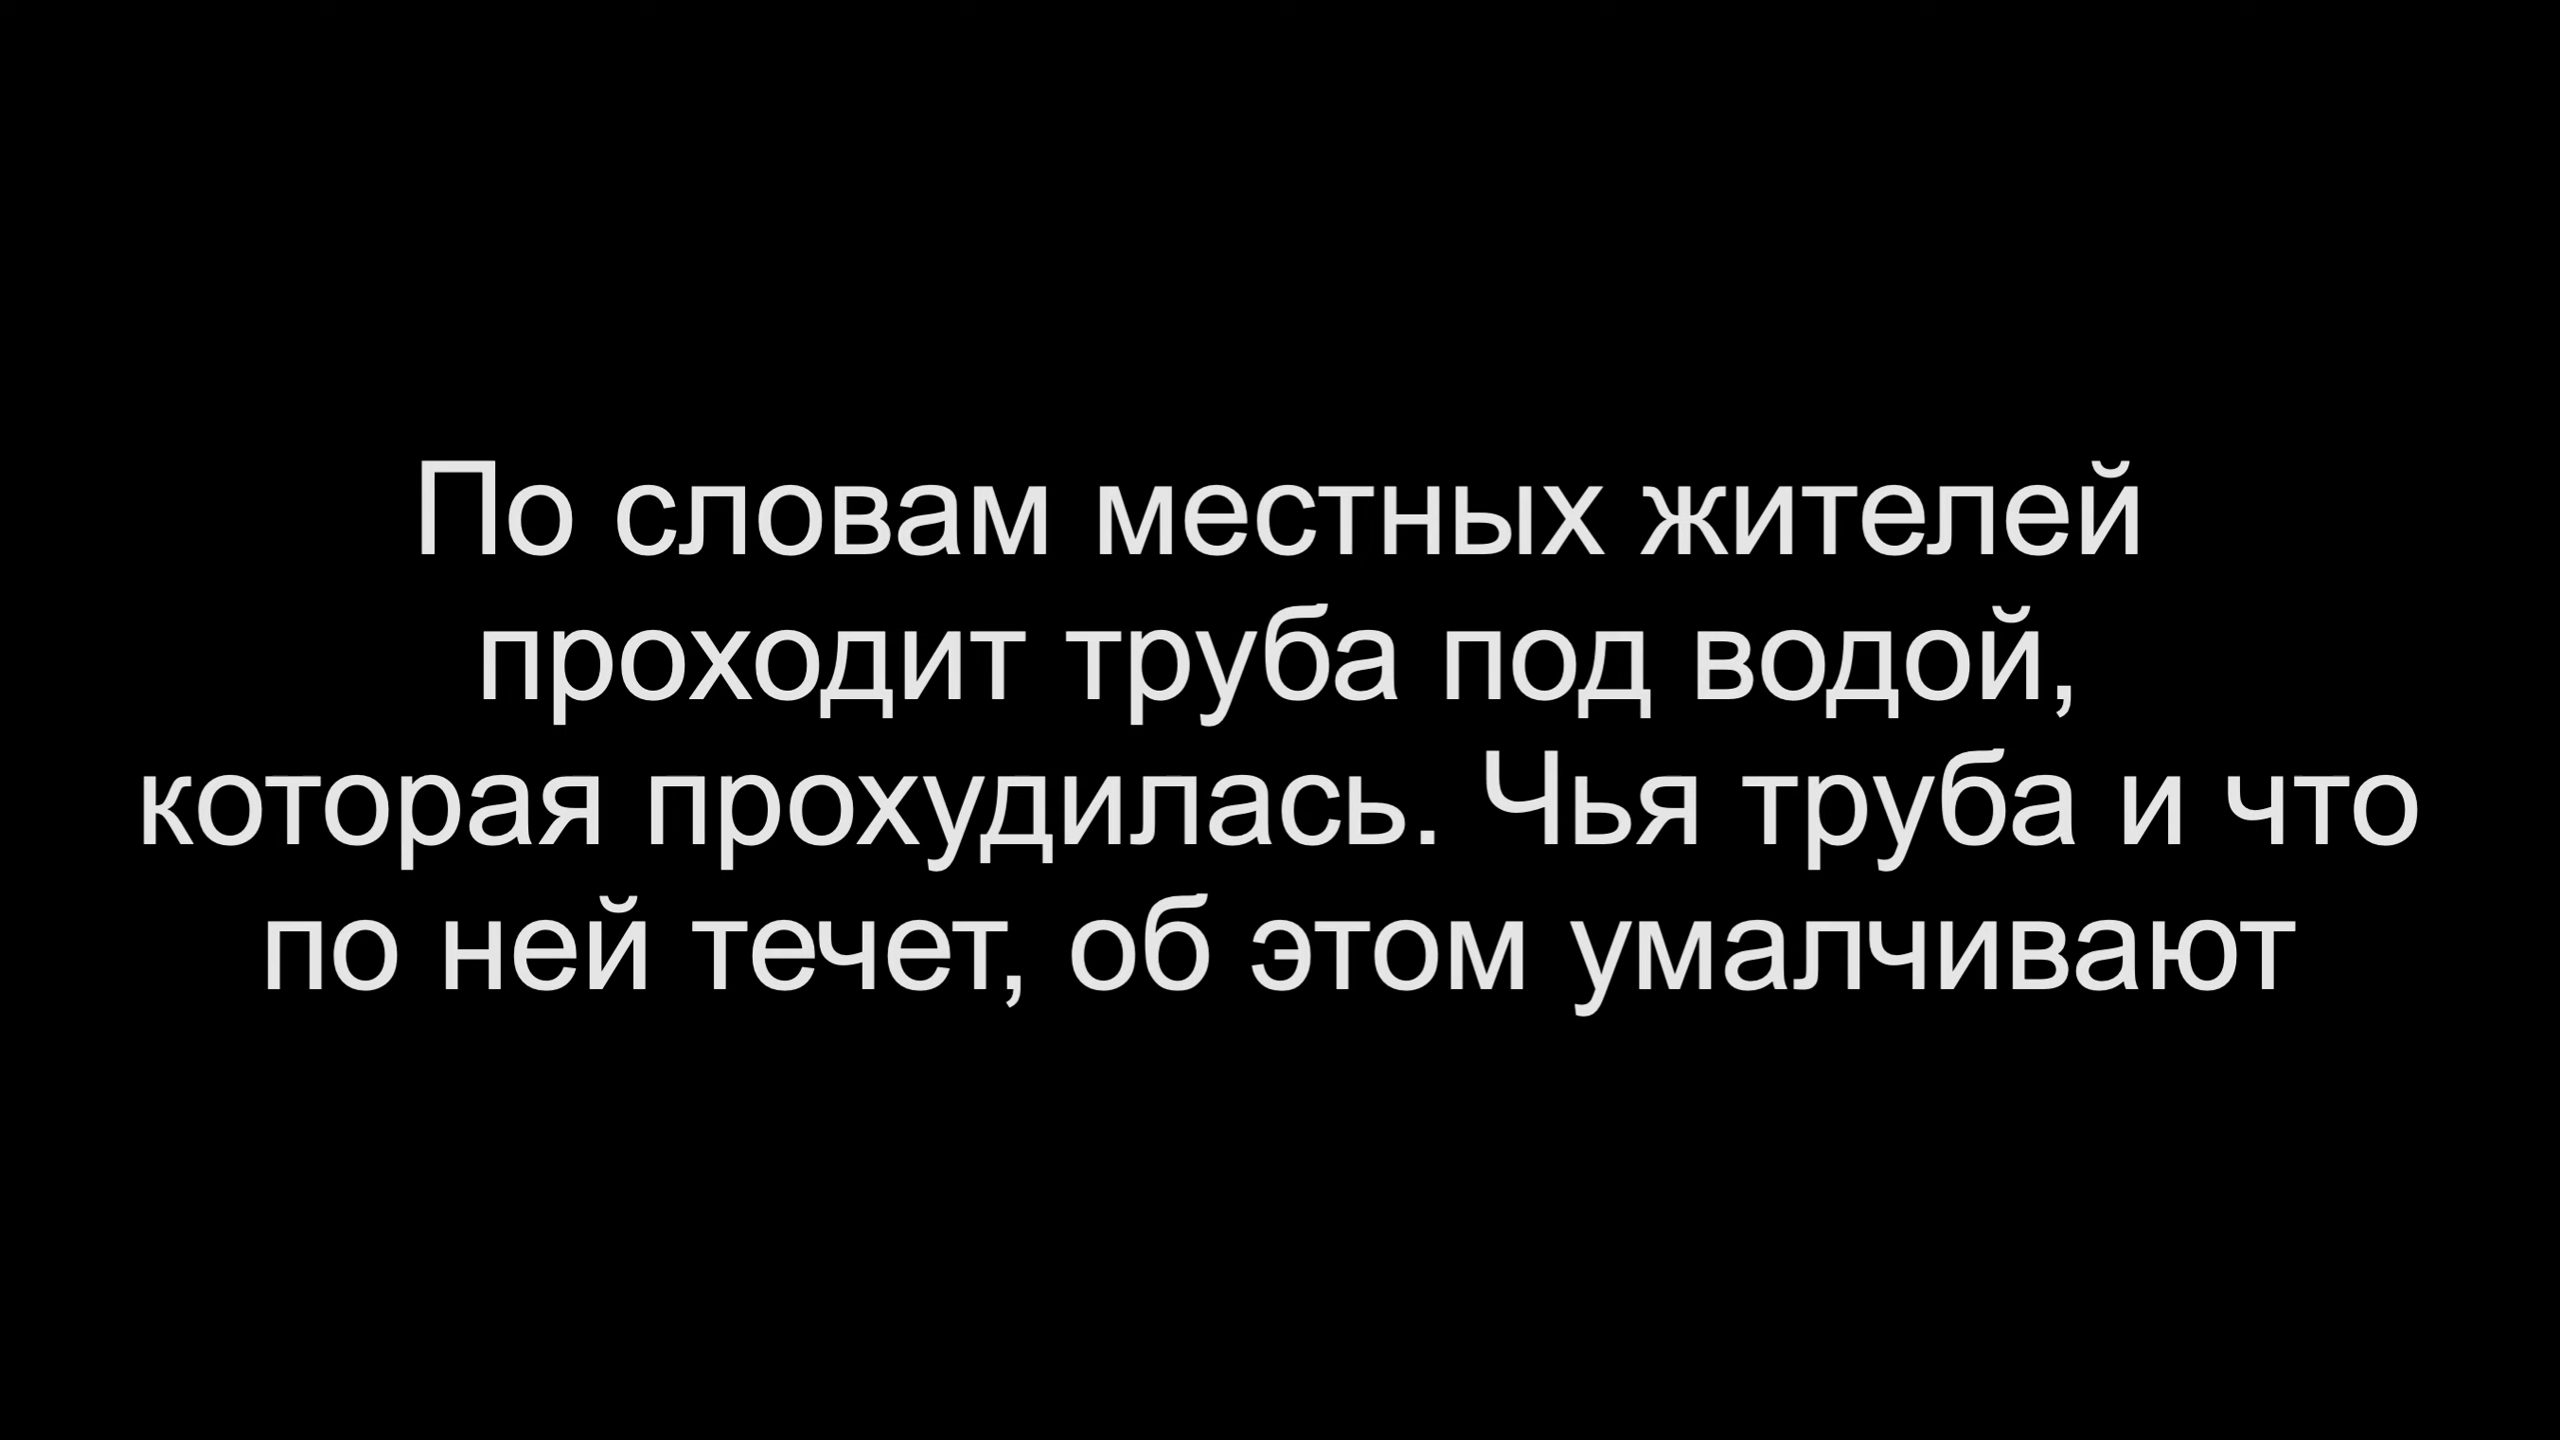 По словам местных жителей
проходит труба под водой,
которая прохудилась. Чья труба и что
по ней течет, об этом умалчивают